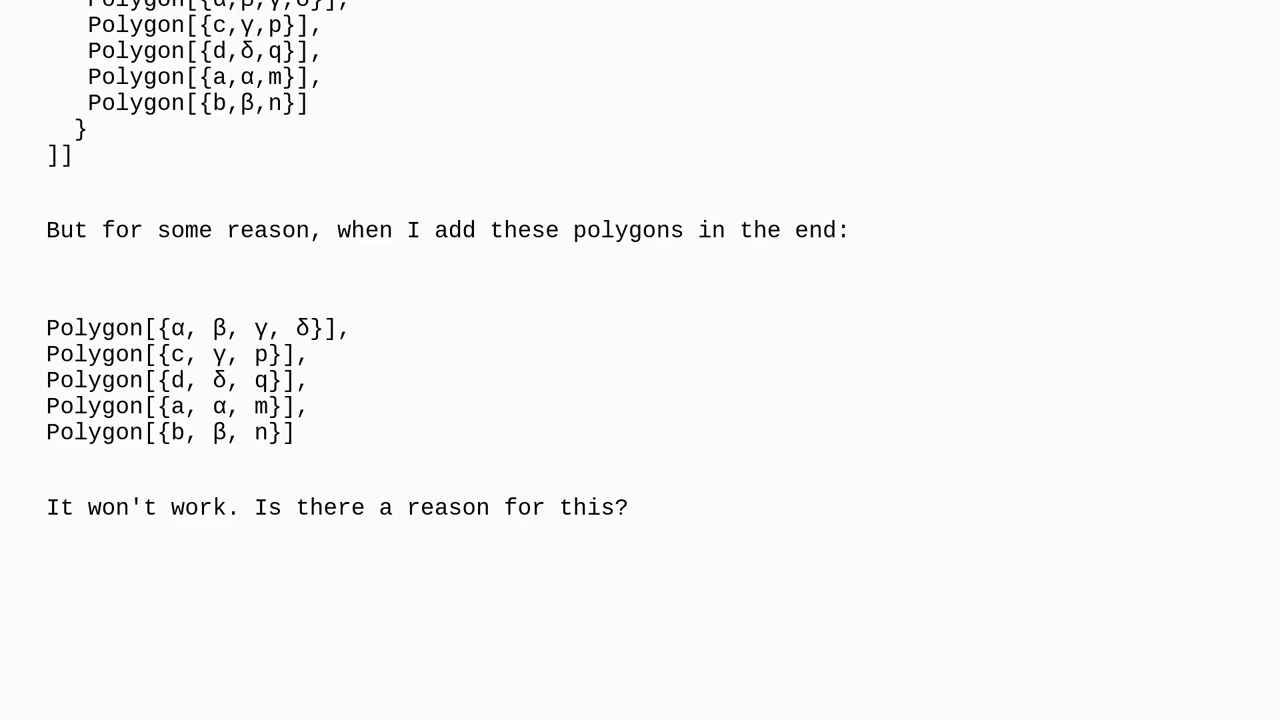 Polygon[{α,β,γ,δ}],
Polygon[{c,γ,p}],
Polygon[{d,δ,q}],
Polygon[{a,α,m}],
Polygon[{b,β,n}]
}
]]
But for some reason, when I add these polygons in the end:
Polygon[{α, β, γ, δ}],
Polygon[{c, γ, p}],
Polygon[{d, δ, q}],
Polygon[{a, α, m}],
Polygon[{b, β, n}]
It won't work. Is there a reason for this?